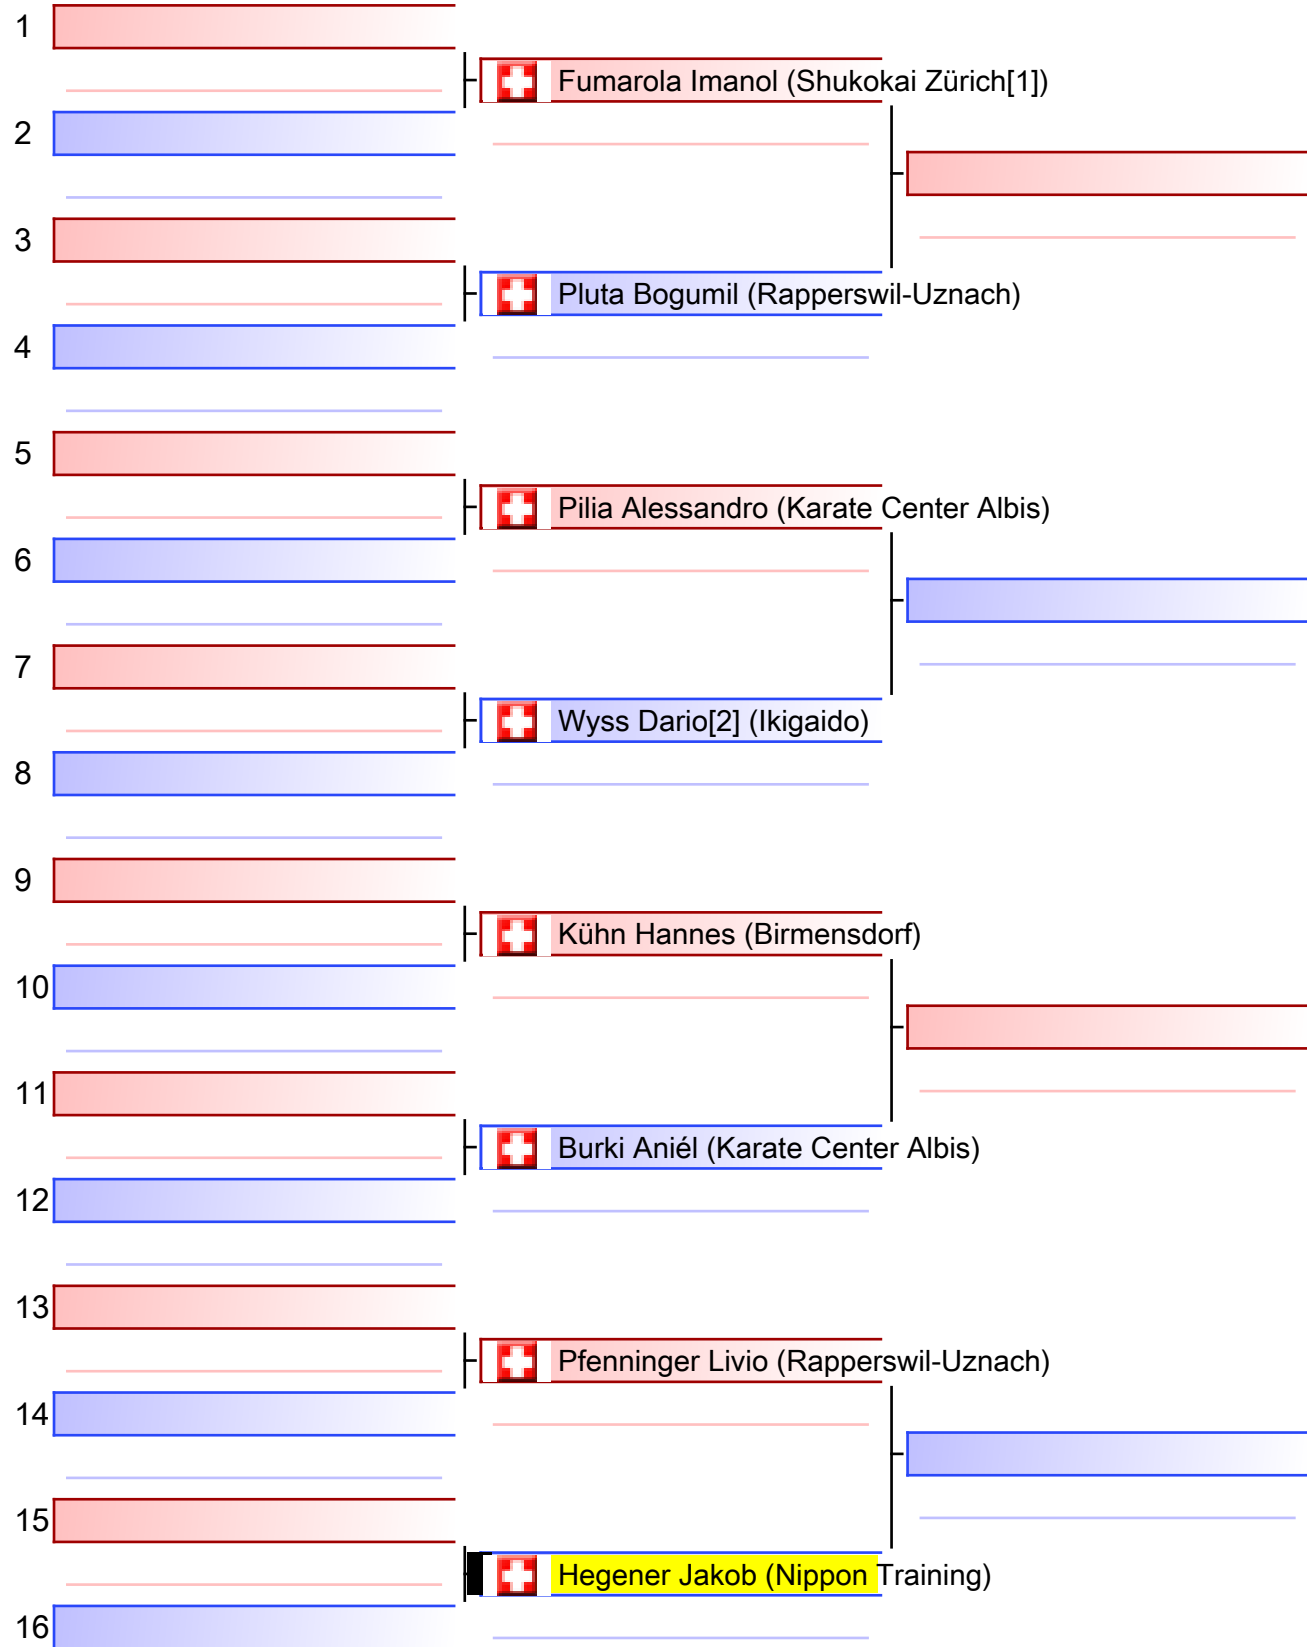 1
Fumarola Imanol (Shukokai Zürich[1])
2
3
Pluta Bogumil (Rapperswil-Uznach)
4
5
Pilia Alessandro (Karate Center Albis)
6
7
Wyss Dario[2] (Ikigaido)
8
9
Kühn Hannes (Birmensdorf)
10
11
Burki Aniél (Karate Center Albis)
12
13
Pfenninger Livio (Rapperswil-Uznach)
14
15
Hegener Jakob (Nippon Training)
16